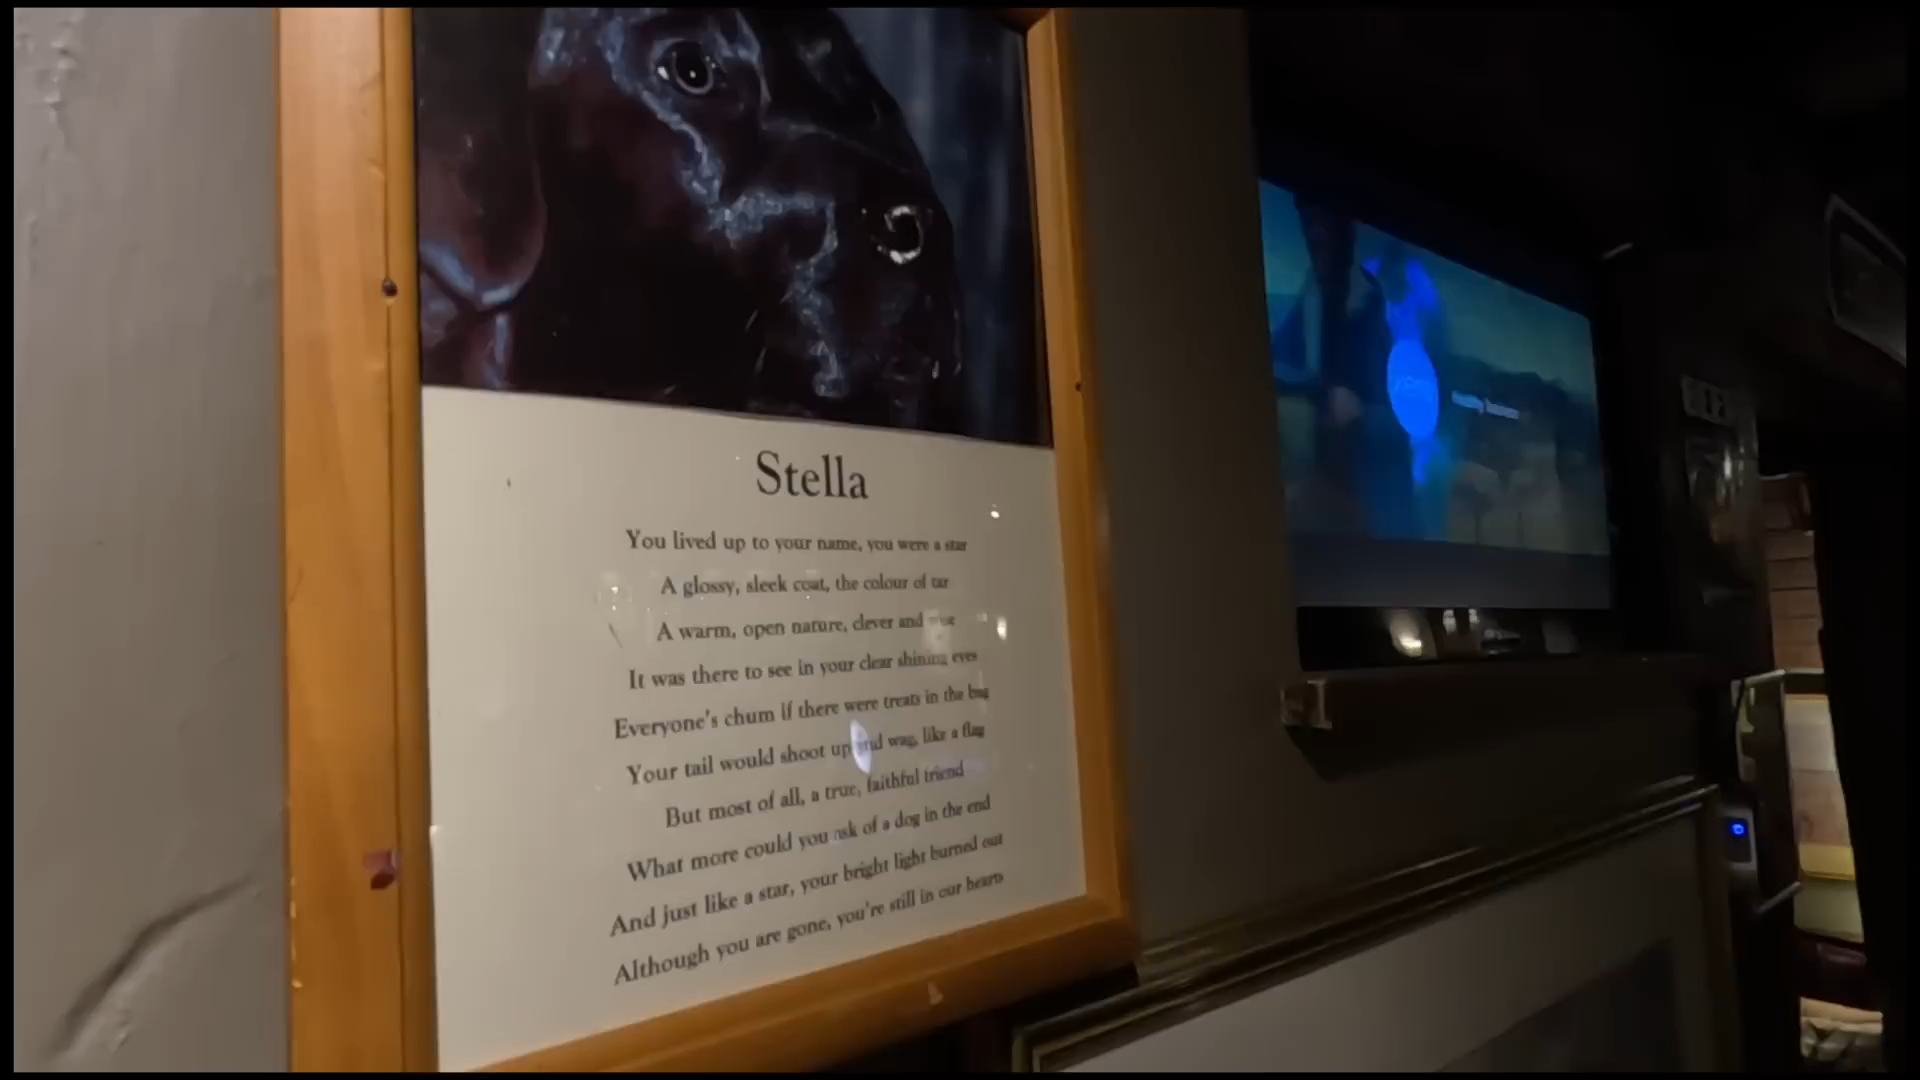 Stella
You lived up to your name, you were a star
A glossy, sleek coat, the colour of tar
A warm, open nature, clever and
It was there to see in your clear shining eyes
Everyone's chum if there were treats in the bag
Your tail would shoot up and wag, like a flag
But most of all, a true, faithful friend
What more could you ask of a dog in the end
And just like a star, your bright light burned out
Although you are gone, you're still in our hearts